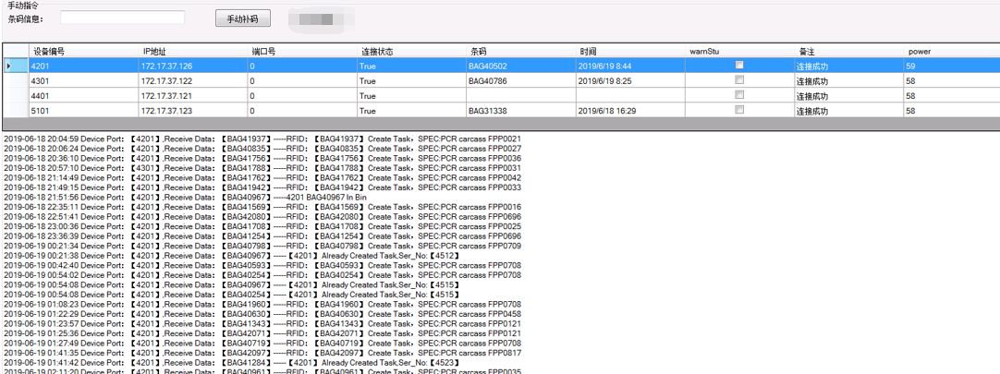 手动指令
条码信息： 手动补码
设备编号 IP地址 端口号 连接状态 条码 时间 warnStu 备注 power
4201 172.17.37.126 0 True BAG40502 2019/6/19 8:44 连接成功 59
4301 172.17.37.122 0 True BAG40786 2019/6/19 8:25 连接成功 58
4401 172.17.37.121 0 True 连接成功 58
5101 172.17.37.123 0 True BAG31338 2019/6/18 16:29 连接成功 58
2019-06-18 20:04:59 Device Port：【4201】,Receive Data：【BAG41937】-----RFID：【BAG41937】Create Task，SPEC:PCR carcass FPP0021
2019-06-18 20:06:24 Device Port：【4201】,Receive Data：【BAG40835】-----RFID：【BAG40835】Create Task，SPEC:PCR carcass FPP0027
2019-06-18 20:36:10 Device Port：【4201】,Receive Data：【BAG41756】-----RFID：【BAG41756】Create Task，SPEC:PCR carcass FPP0036
2019-06-18 20:57:10 Device Port：【4301】,Receive Data：【BAG41788】-----RFID：【BAG41788】Create Task，SPEC:PCR carcass FPP0031
2019-06-18 21:14:49 Device Port：【4201】,Receive Data：【BAG41762】-----RFID：【BAG41762】Create Task，SPEC:PCR carcass FPP0042
2019-06-18 21:49:15 Device Port：【4201】,Receive Data：【BAG41942】-----RFID：【BAG41942】Create Task，SPEC:PCR carcass FPP0033
2019-06-18 21:51:56 Device Port：【4201】,Receive Data：【BAG40967】-----4201 BAG40967 In Bin
2019-06-18 22:35:11 Device Port：【4201】,Receive Data：【BAG41569】-----RFID：【BAG41569】Create Task，SPEC:PCR carcass FPP0016
2019-06-18 22:51:41 Device Port：【4201】,Receive Data：【BAG42080】-----RFID：【BAG42080】Create Task，SPEC:PCR carcass FPP0696
2019-06-18 23:00:36 Device Port：【4201】,Receive Data：【BAG41708】-----RFID：【BAG41708】Create Task，SPEC:PCR carcass FPP0025
2019-06-18 23:36:39 Device Port：【4201】,Receive Data：【BAG41254】-----RFID：【BAG41254】Create Task，SPEC:PCR carcass FPP0696
2019-06-19 00:21:34 Device Port：【4201】,Receive Data：【BAG40798】-----RFID：【BAG40798】Create Task，SPEC:PCR carcass FPP0709
2019-06-19 00:21:38 Device Port：【4201】,Receive Data：【BAG40967】-----【4201】Already Created Task,Ser_No:【4512】
2019-06-19 00:42:40 Device Port：【4201】,Receive Data：【BAG40593】-----RFID：【BAG40593】Create Task，SPEC:PCR carcass FPP0708
2019-06-19 00:54:02 Device Port：【4201】,Receive Data：【BAG40254】-----RFID：【BAG40254】Create Task，SPEC:PCR carcass FPP0708
2019-06-19 00:54:08 Device Port：【4201】,Receive Data：【BAG40967】-----【4201】Already Created Task,Ser_No:【4515】
2019-06-19 00:54:08 Device Port：【4201】,Receive Data：【BAG40254】-----【4201】Already Created Task,Ser_No:【4515】
2019-06-19 01:08:23 Device Port：【4201】,Receive Data：【BAG41960】-----RFID：【BAG41960】Create Task，SPEC:PCR carcass FPP0708
2019-06-19 01:22:29 Device Port：【4201】,Receive Data：【BAG40630】-----RFID：【BAG40630】Create Task，SPEC:PCR carcass FPP0458
2019-06-19 01:23:57 Device Port：【4201】,Receive Data：【BAG41343】-----RFID：【BAG41343】Create Task，SPEC:PCR carcass FPP0121
2019-06-19 01:25:36 Device Port：【4201】,Receive Data：【BAG42071】-----RFID：【BAG42071】Create Task，SPEC:PCR carcass FPP0121
2019-06-19 01:27:49 Device Port：【4201】,Receive Data：【BAG40719】-----RFID：【BAG40719】Create Task，SPEC:PCR carcass FPP0708
2019-06-19 01:41:35 Device Port：【4201】,Receive Data：【BAG42097】-----RFID：【BAG42097】Create Task，SPEC:PCR carcass FPP0817
2019-06-19 01:41:42 Device Port：【4201】,Receive Data：【BAG41284】-----【4201】Already Created Task,Ser_No:【4523】
2019-06-19 02:11:20 Device Port：【4201】,Receive Data：【BAG40961】-----RFID：【BAG40961】Create Task，SPEC:PCR carcass FPP0035